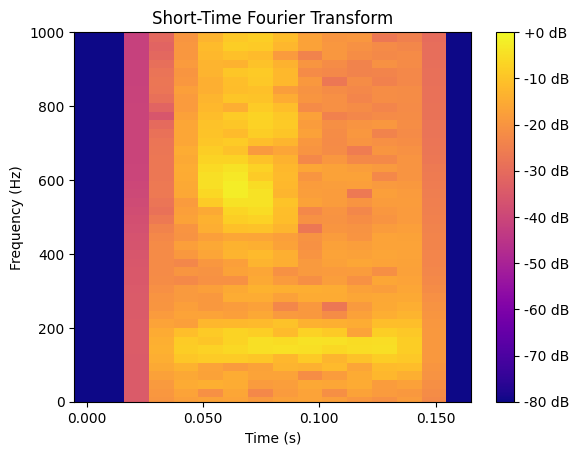 Short-Time Fourier Transform
1000
800
600
400
200
0
Frequency (Hz)
0.000
0.050
0.100
0.150
Time (s)
+0 dB
-10 dB
-20 dB
-30 dB
-40 dB
-50 dB
-60 dB
-70 dB
-80 dB